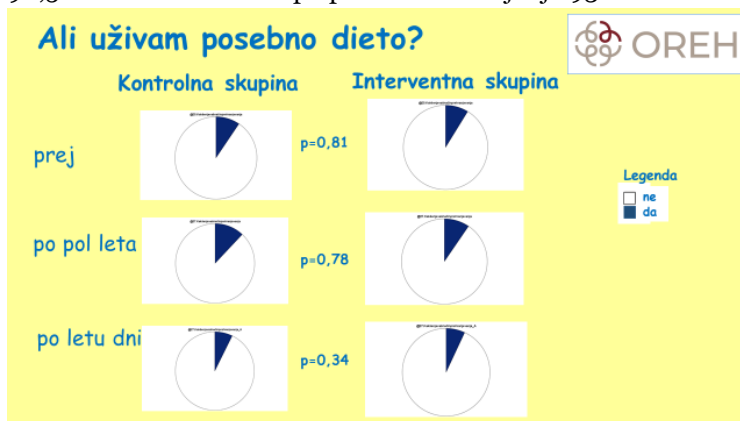 Ali uživam posebno dieto?
OREH
Kontrolna skupina
Interventna skupina
prej
p=0,81
Legenda
ne
da
po pol leta
p=0,78
po letu dni
p=0,34